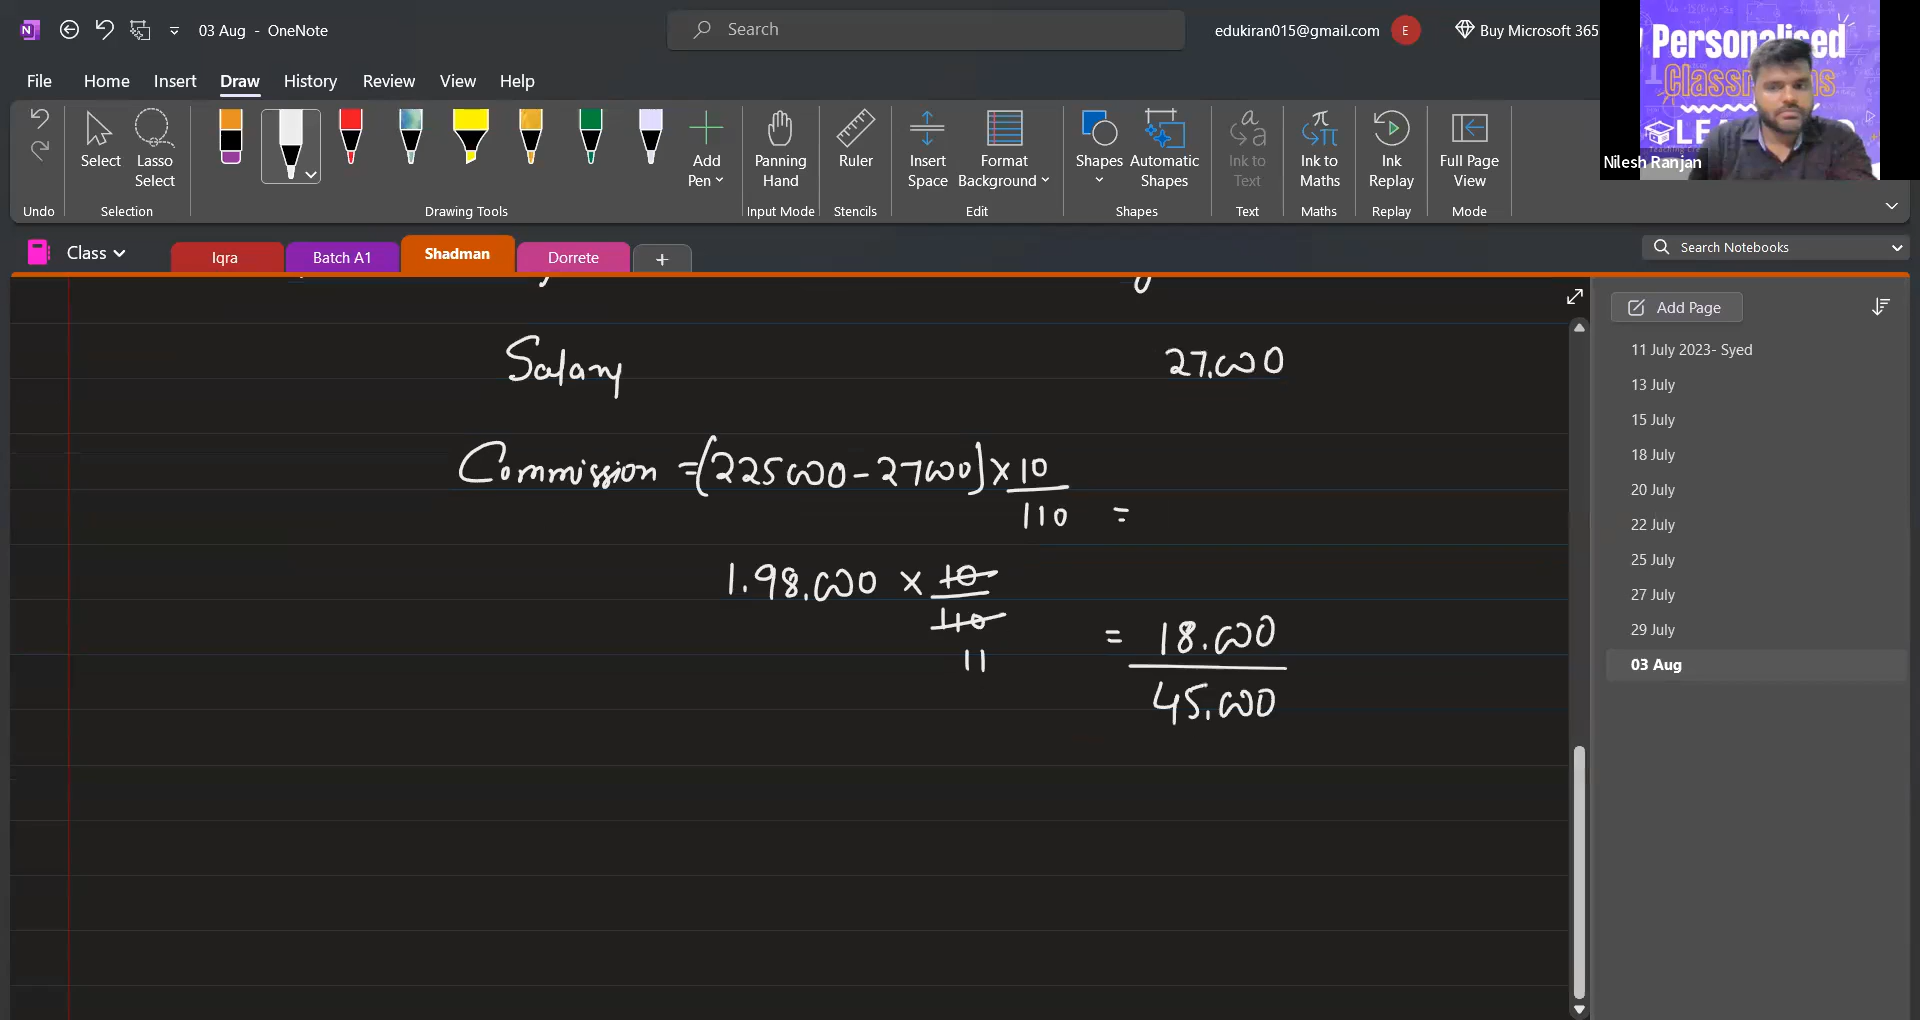 03 Aug - OneNote
Search
edukiran015@gmail.com
E
Buy Microsoft 365
Personalised
Nilesh Ranjan
File Home Insert Draw History Review View Help
Select
Lasso Select
Add Pen
Panning Hand
Ruler
Insert Space
Format Background
Shapes
Automatic Shapes
Ink to Text
Ink to Maths
Ink Replay
Full Page View
Undo Selection Drawing Tools Input Mode Stencils Edit Shapes Text Maths Replay Mode
Class Iqra Batch A1 Shadman Dorrete +
Search Notebooks
Salary 27.000
Commission = (225000 - 27000) × 10
110 =
1.98.000 × 10
110
11
= 18.000
45.000
Add Page
11 July 2023- Syed
13 July
15 July
18 July
20 July
22 July
25 July
27 July
29 July
03 Aug